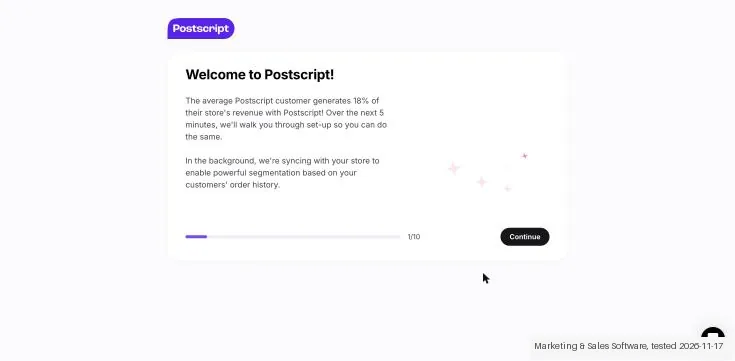 Postscript
Welcome to Postscript!
The average Postscript customer generates 18% of
their store's revenue with Postscript! Over the next 5
minutes, we'll walk you through set-up so you can do
the same.
In the background, we're syncing with your store to
enable powerful segmentation based on your
customers' order history.
1/10
Continue
Marketing & Sales Software, tested 2026-11-17